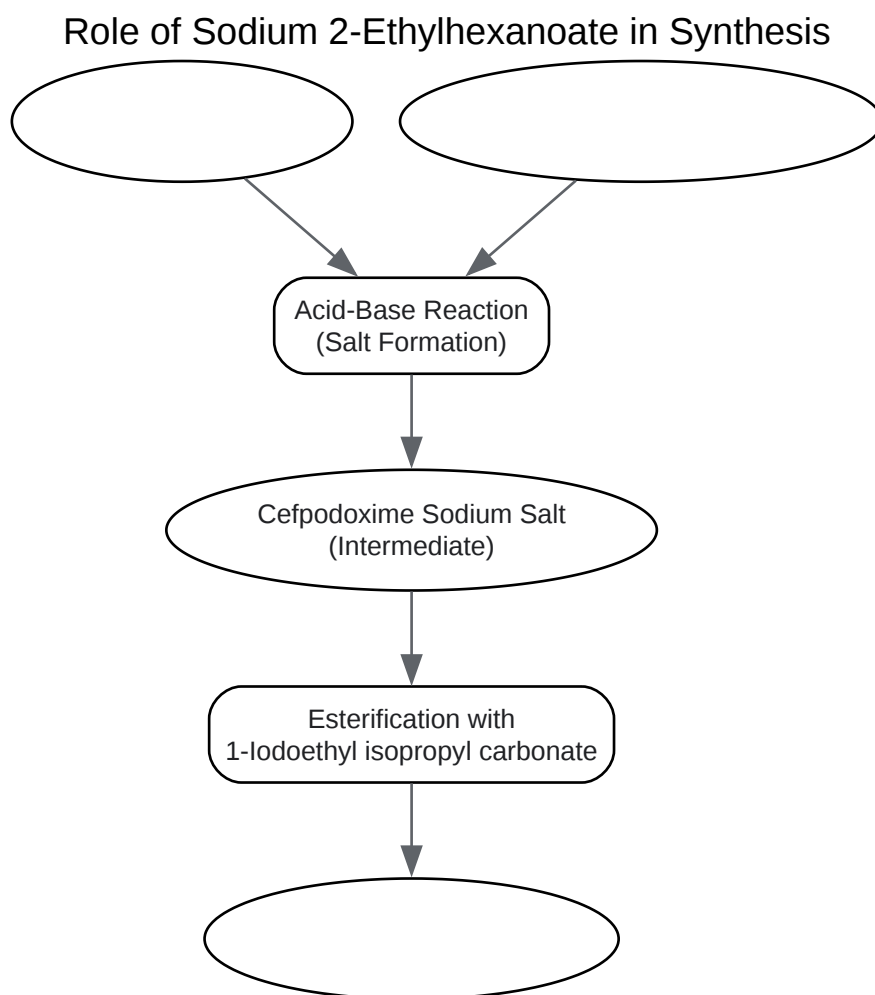 Role of Sodium 2-Ethylhexanoate in Synthesis
Acid-Base Reaction
(Salt Formation)
Cefpodoxime Sodium Salt
(Intermediate)
Esterification with
1-Iodoethyl isopropyl carbonate